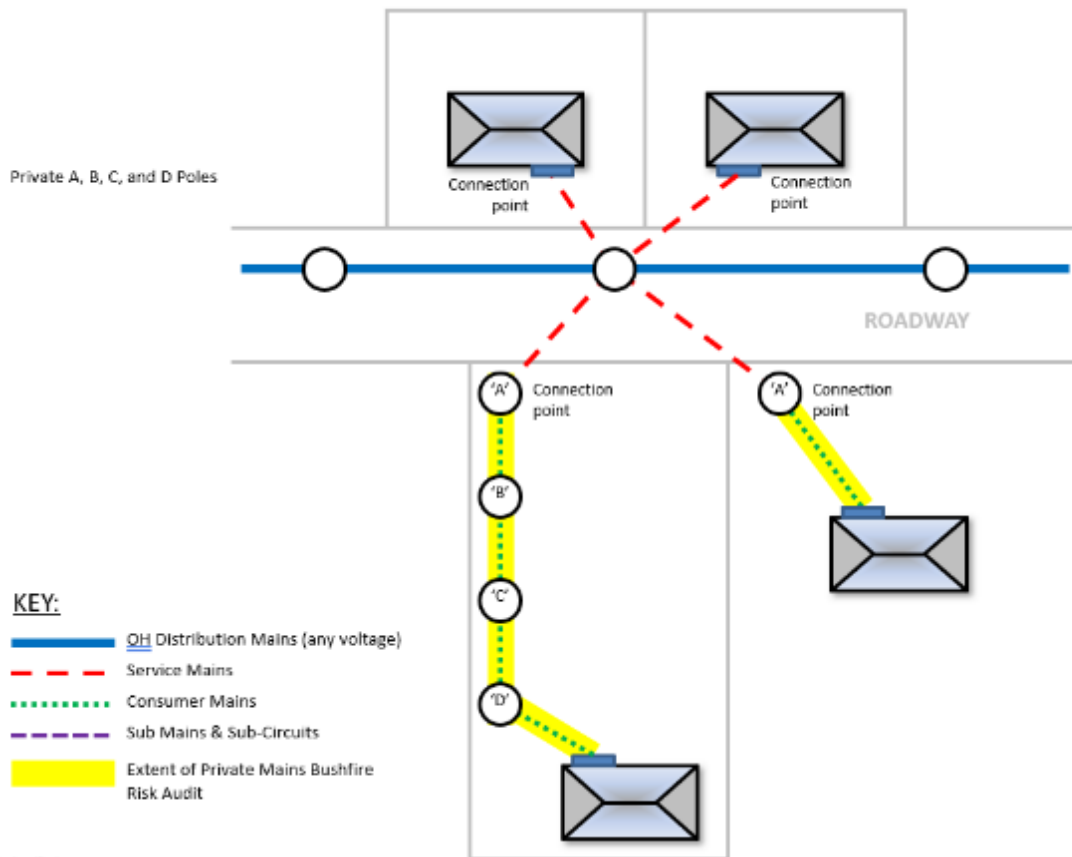 Private A, B, C, and D Poles
Connection
point
Connection
point
ROADWAY
'A'
Connection
point
'A'
Connection
point
'B'
'C'
'D'
KEY:
OH Distribution Mains (any voltage)
Service Mains
Consumer Mains
Sub Mains & Sub-Circuits
Extent of Private Mains Bushfire
Risk Audit